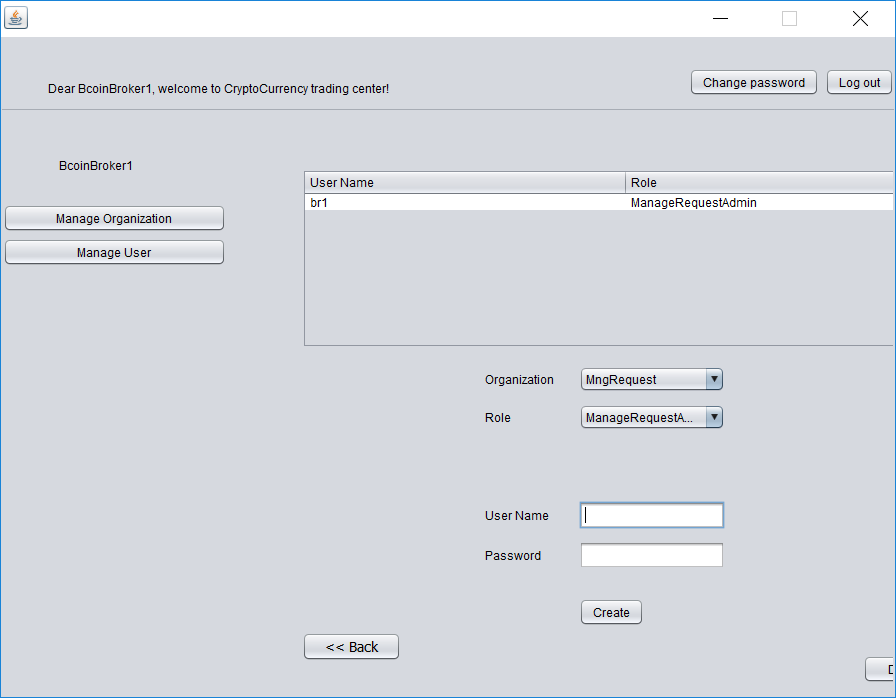 Dear BcoinBroker1, welcome to CryptoCurrency trading center!
Change password
Log out
BcoinBroker1
Manage Organization
Manage User
User Name Role
br1 ManageRequestAdmin
Organization MngRequest
Role ManageRequestA...
User Name
Password
Create
<< Back